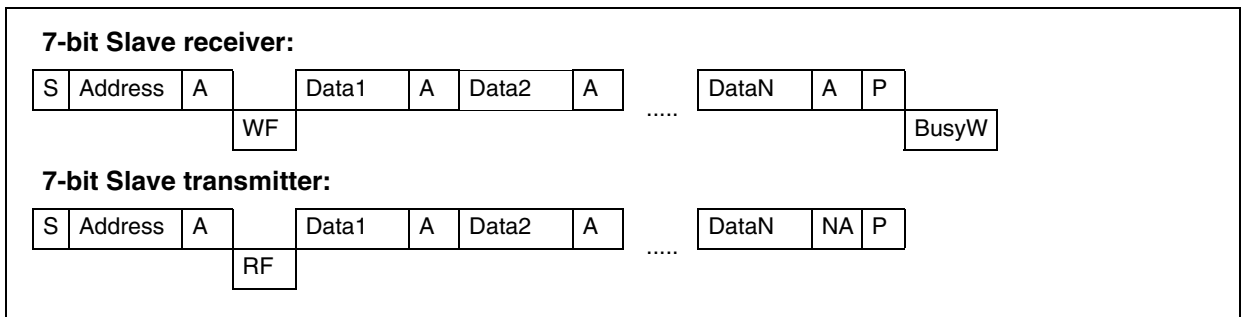 7-bit Slave receiver:
S Address A Data1 A Data2 A ..... DataN A P
WF BusyW
7-bit Slave transmitter:
S Address A Data1 A Data2 A ..... DataN NA P
RF